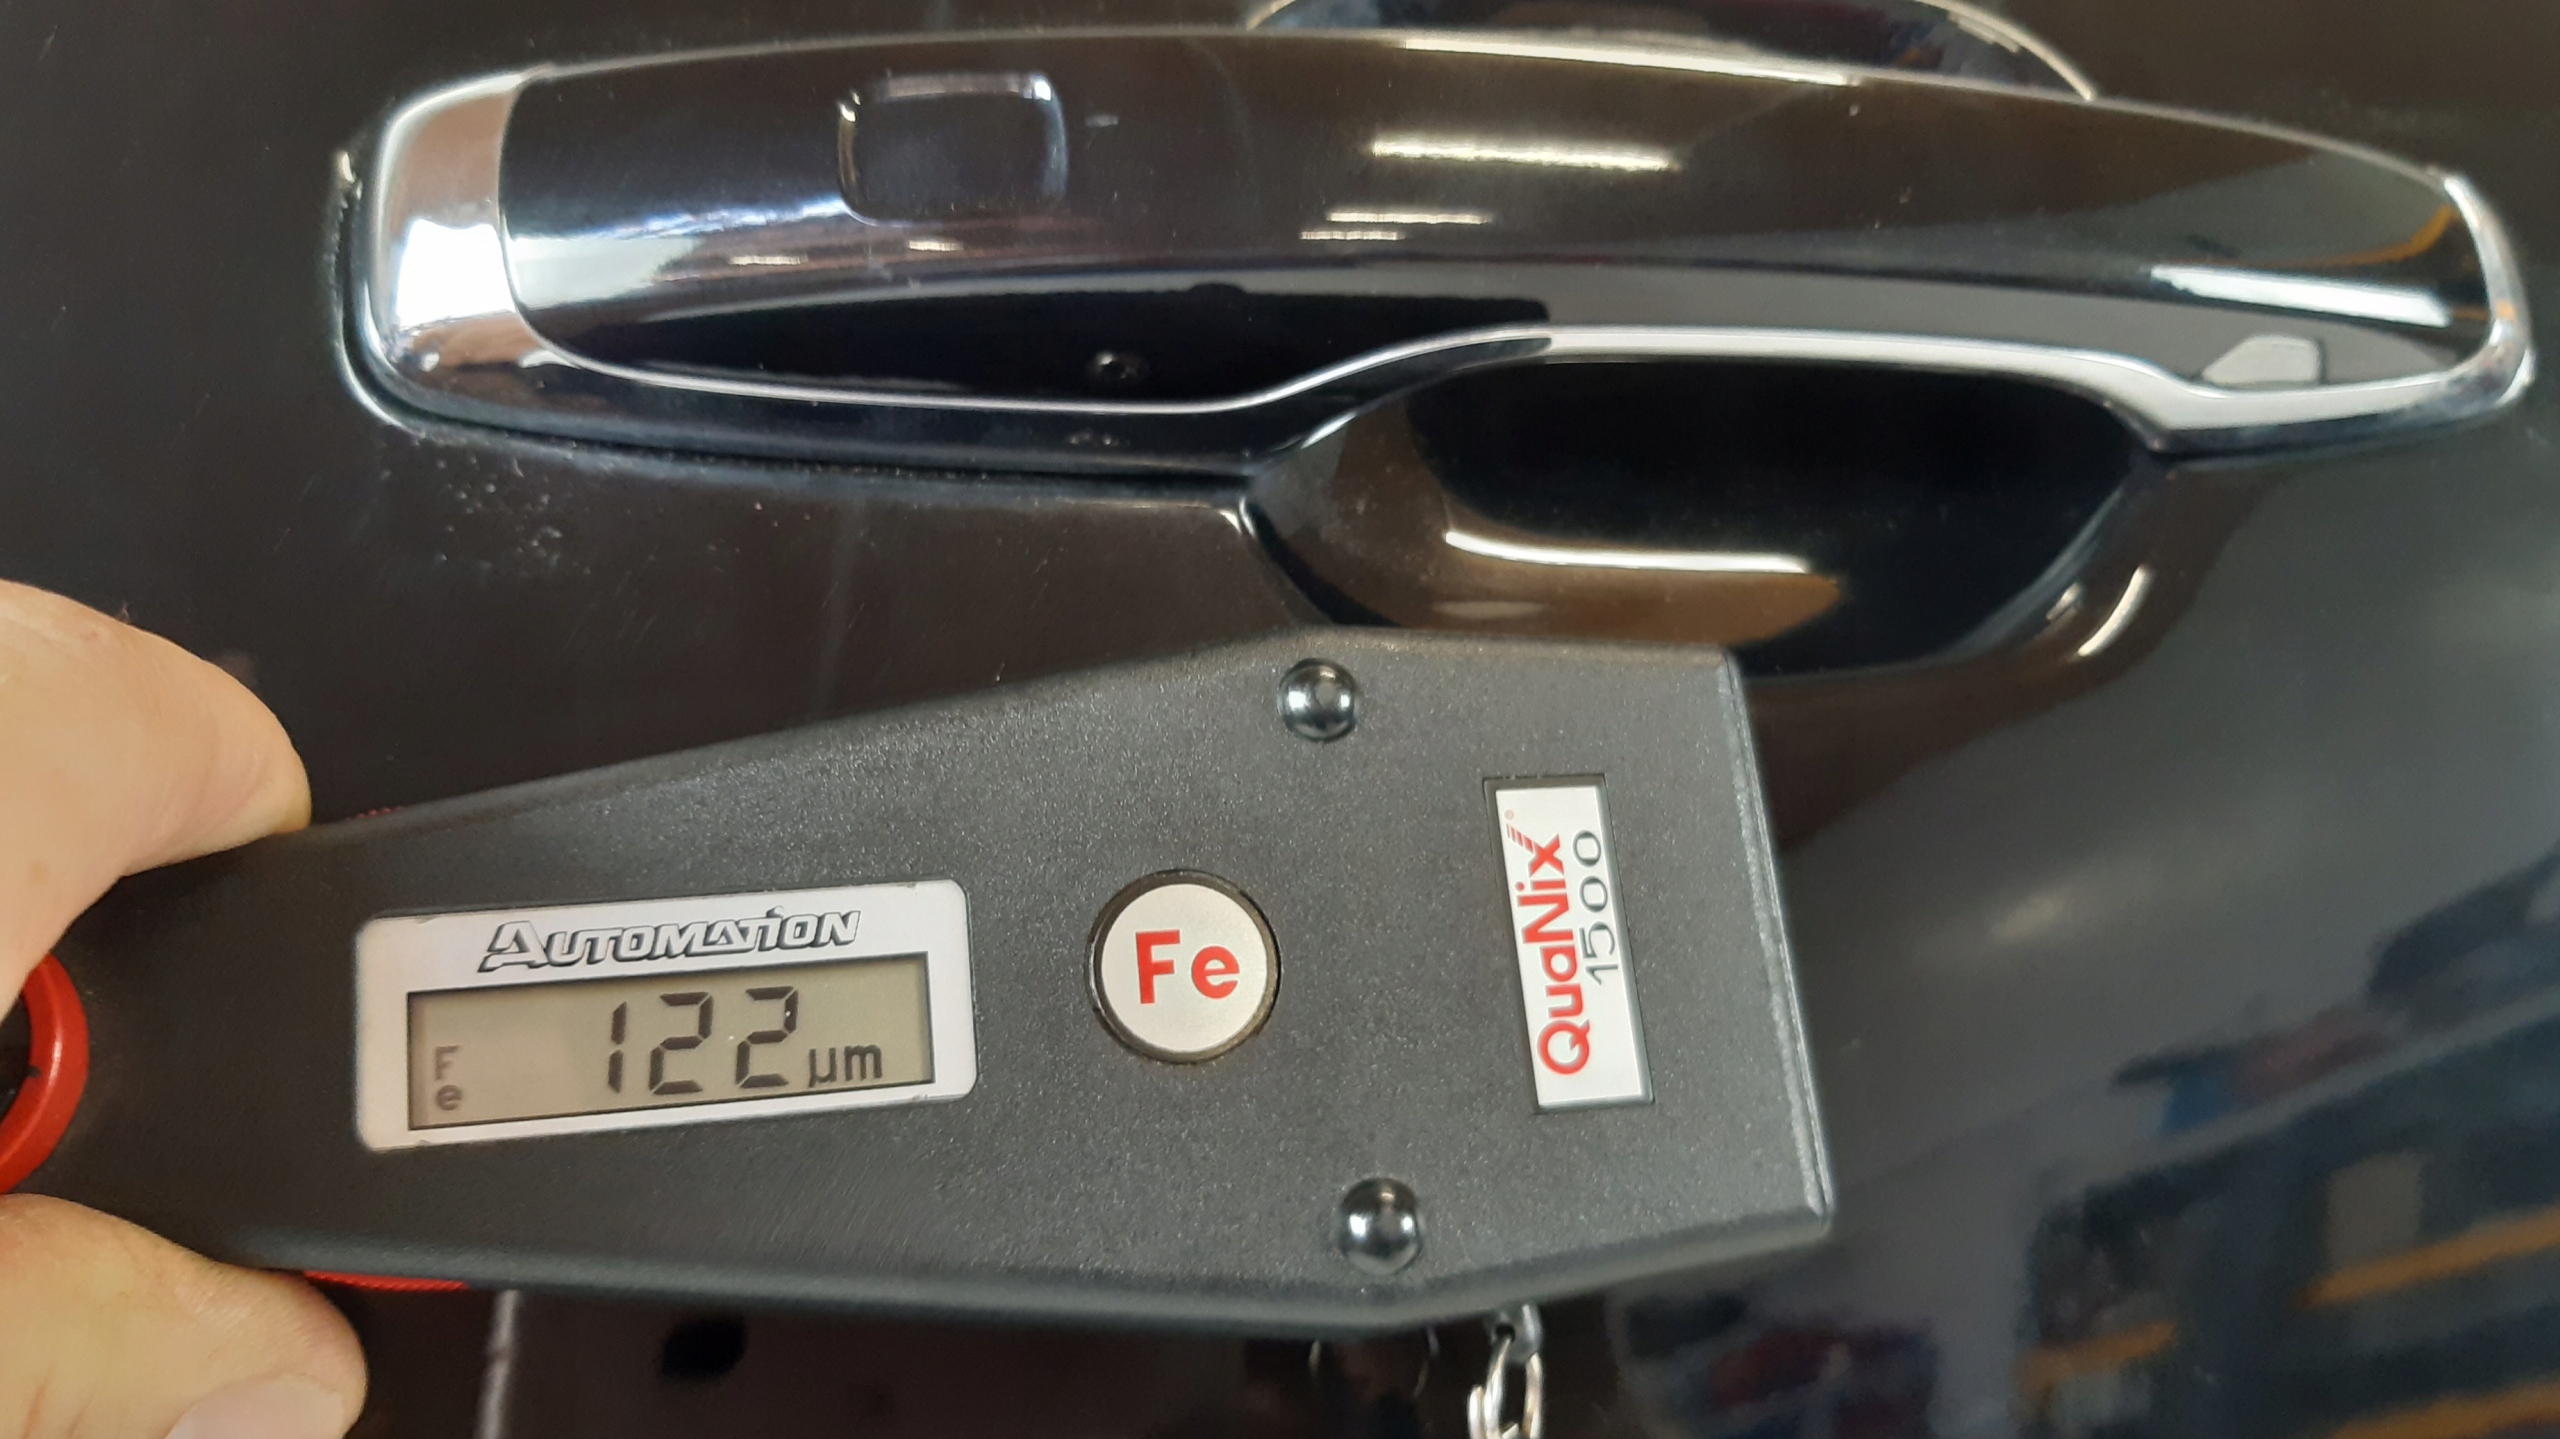 AUTOMATION
Fe 122 µm
Fe
QuaNix®
1500